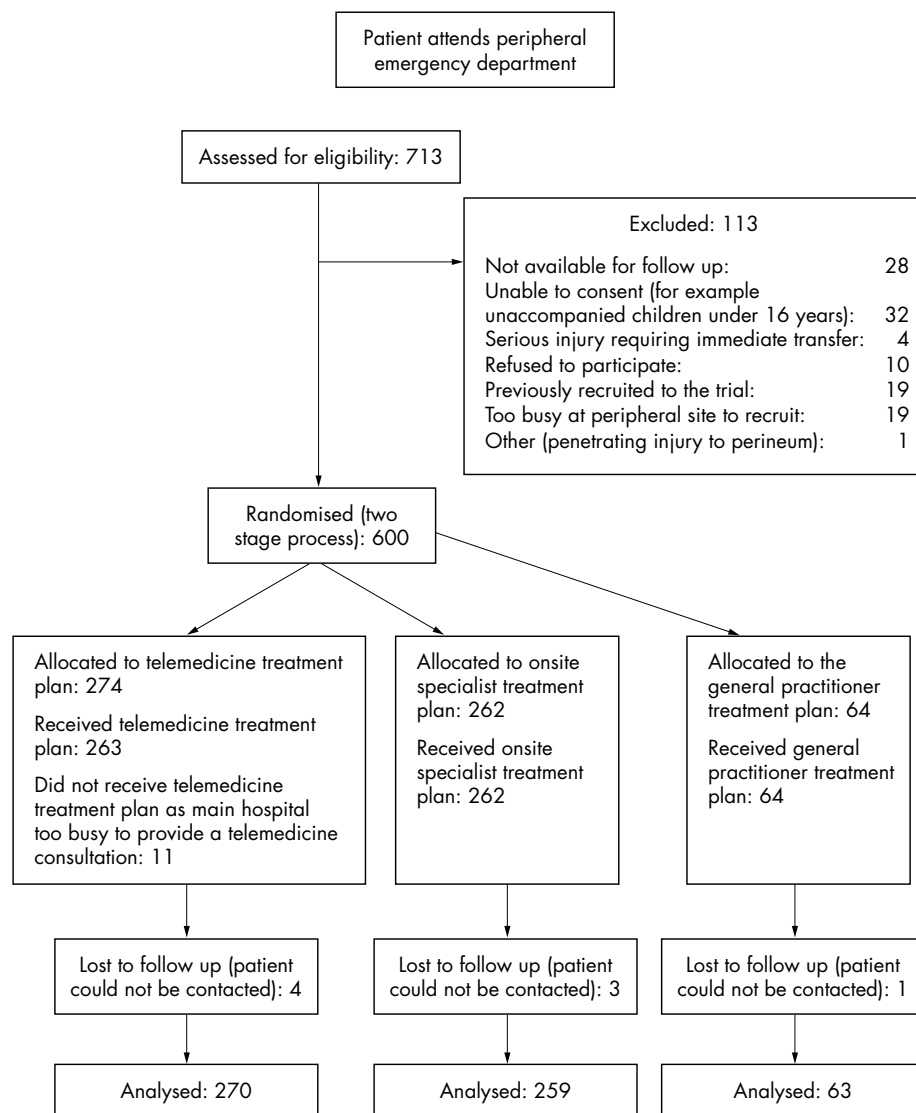 Patient attends peripheral
emergency department
Assessed for eligibility: 713
Excluded: 113
Not available for follow up: 28
Unable to consent (for example
unaccompanied children under 16 years): 32
Serious injury requiring immediate transfer: 4
Refused to participate: 10
Previously recruited to the trial: 19
Too busy at peripheral site to recruit: 19
Other (penetrating injury to perineum): 1
Randomised (two
stage process): 600
Allocated to telemedicine treatment
plan: 274
Received telemedicine treatment
plan: 263
Did not receive telemedicine
treatment plan as main hospital
too busy to provide a telemedicine
consultation: 11
Allocated to onsite
specialist treatment
plan: 262
Received onsite
specialist treatment
plan: 262
Allocated to the
general practitioner
treatment plan: 64
Received general
practitioner treatment
plan: 64
Lost to follow up (patient
could not be contacted): 4
Lost to follow up (patient
could not be contacted): 3
Lost to follow up (patient
could not be contacted): 1
Analysed: 270
Analysed: 259
Analysed: 63